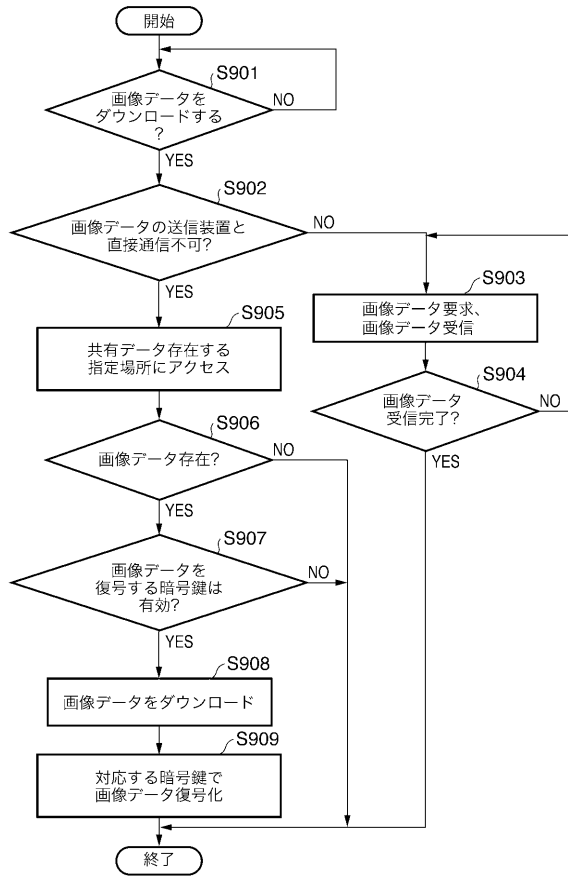 開始
S901
画像データを
ダウンロードする
?
NO
YES
S902
画像データの送信装置と
直接通信不可?
NO
YES
S903
画像データ要求、
画像データ受信
S904
画像データ
受信完了?
NO
YES
S905
共有データ存在する
指定場所にアクセス
S906
画像データ存在?
NO
YES
S907
画像データを
復号する暗号鍵は
有効?
NO
YES
S908
画像データをダウンロード
S909
対応する暗号鍵で
画像データ復号化
終了